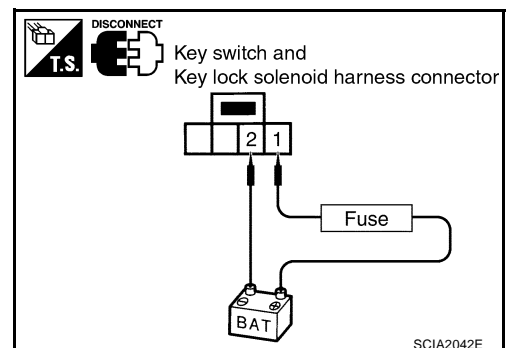 DISCONNECT
T.S.
Key switch and
Key lock solenoid harness connector
2 1
Fuse
⊖ ⊕
BAT
SCIA2042E